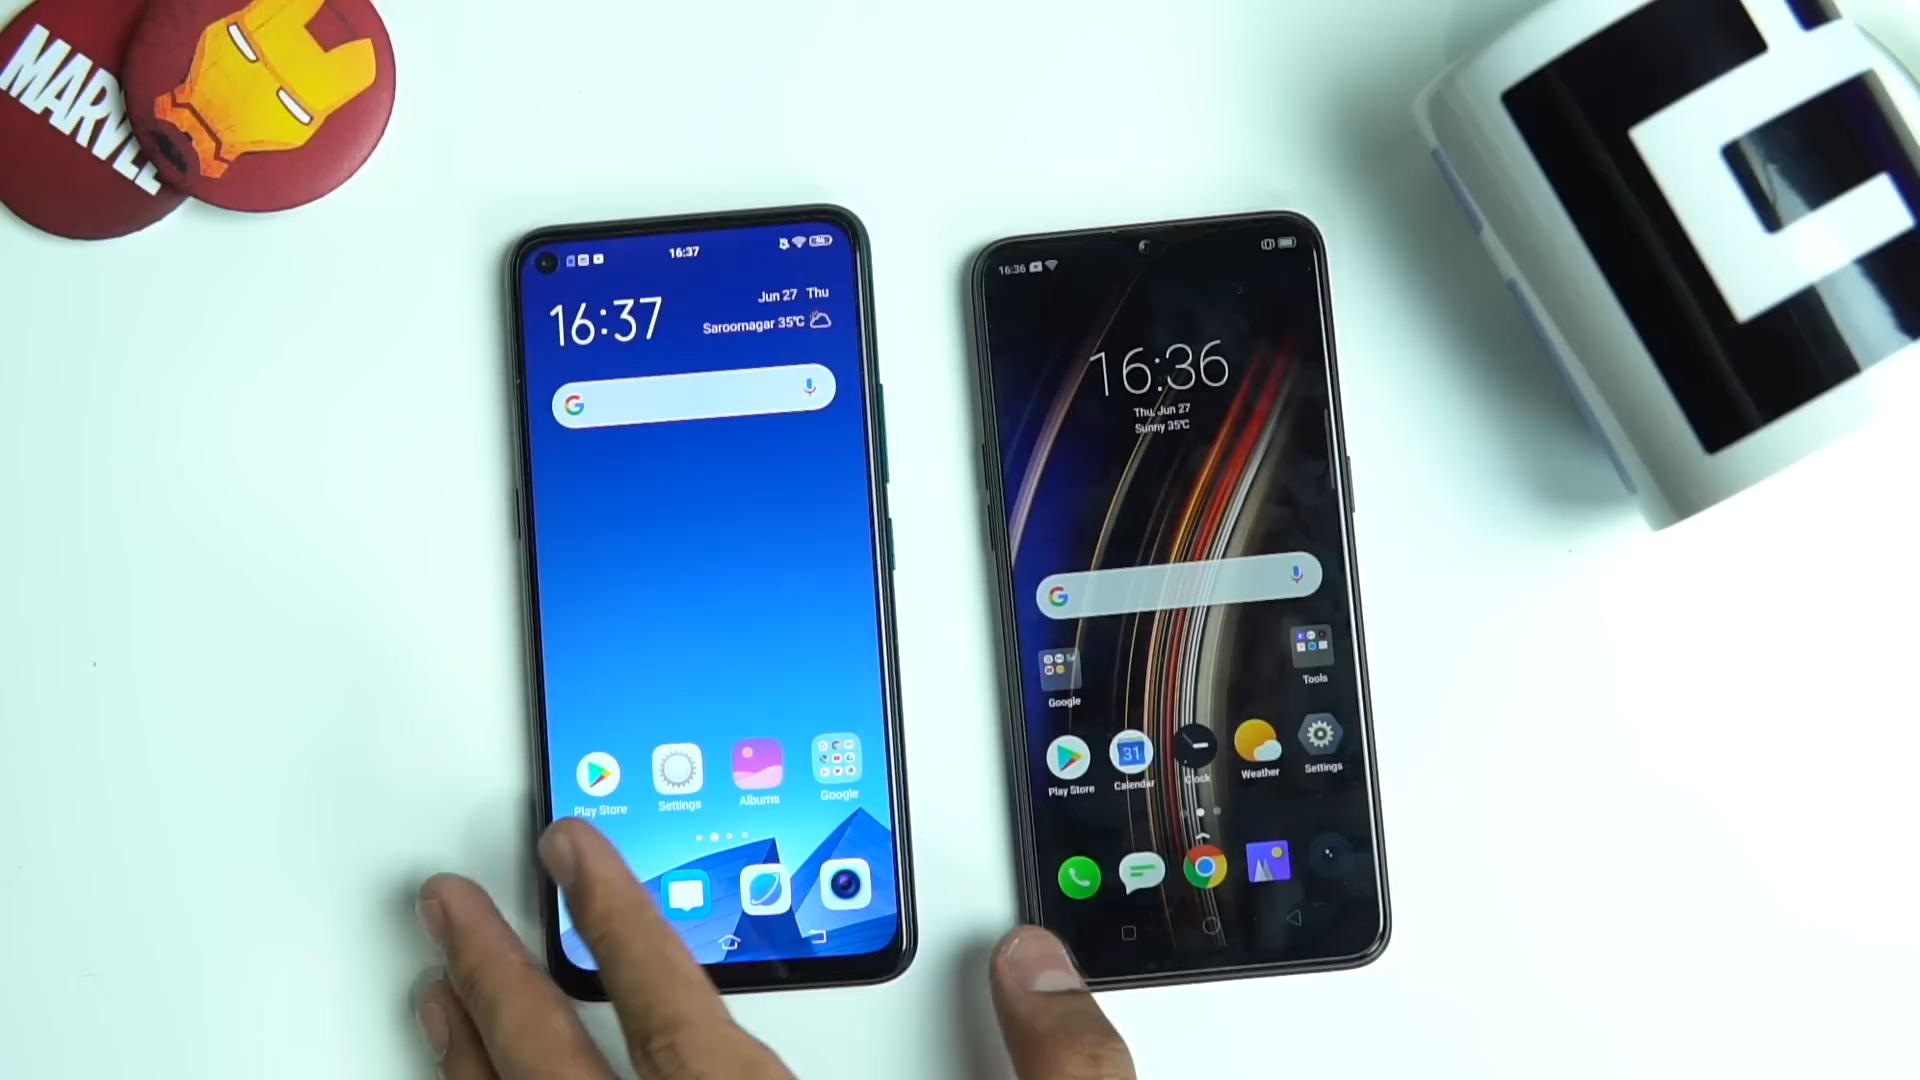 MARVEL
16:37
16:37
Jun 27 Thu
Saroornagar 35℃
Play Store
Settings
Albums
Google
16:36
16:36
Thu, Jun 27
Sunny 35℃
Google
Tools
Play Store
31
Calendar
Clock
Weather
Settings